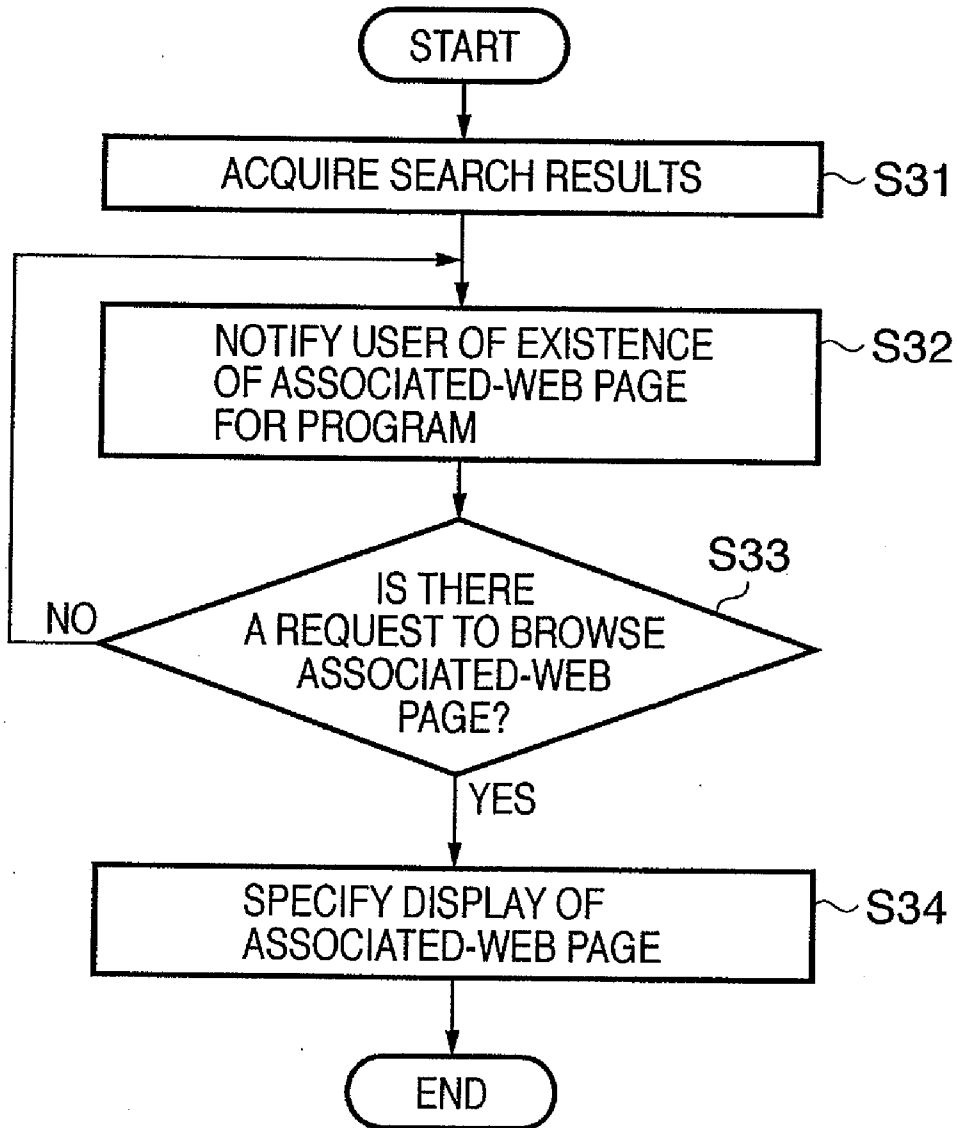 START
ACQUIRE SEARCH RESULTS
S31
NOTIFY USER OF EXISTENCE
OF ASSOCIATED-WEB PAGE
FOR PROGRAM
S32
IS THERE
A REQUEST TO BROWSE
ASSOCIATED-WEB
PAGE?
S33
NO
YES
SPECIFY DISPLAY OF
ASSOCIATED-WEB PAGE
S34
END